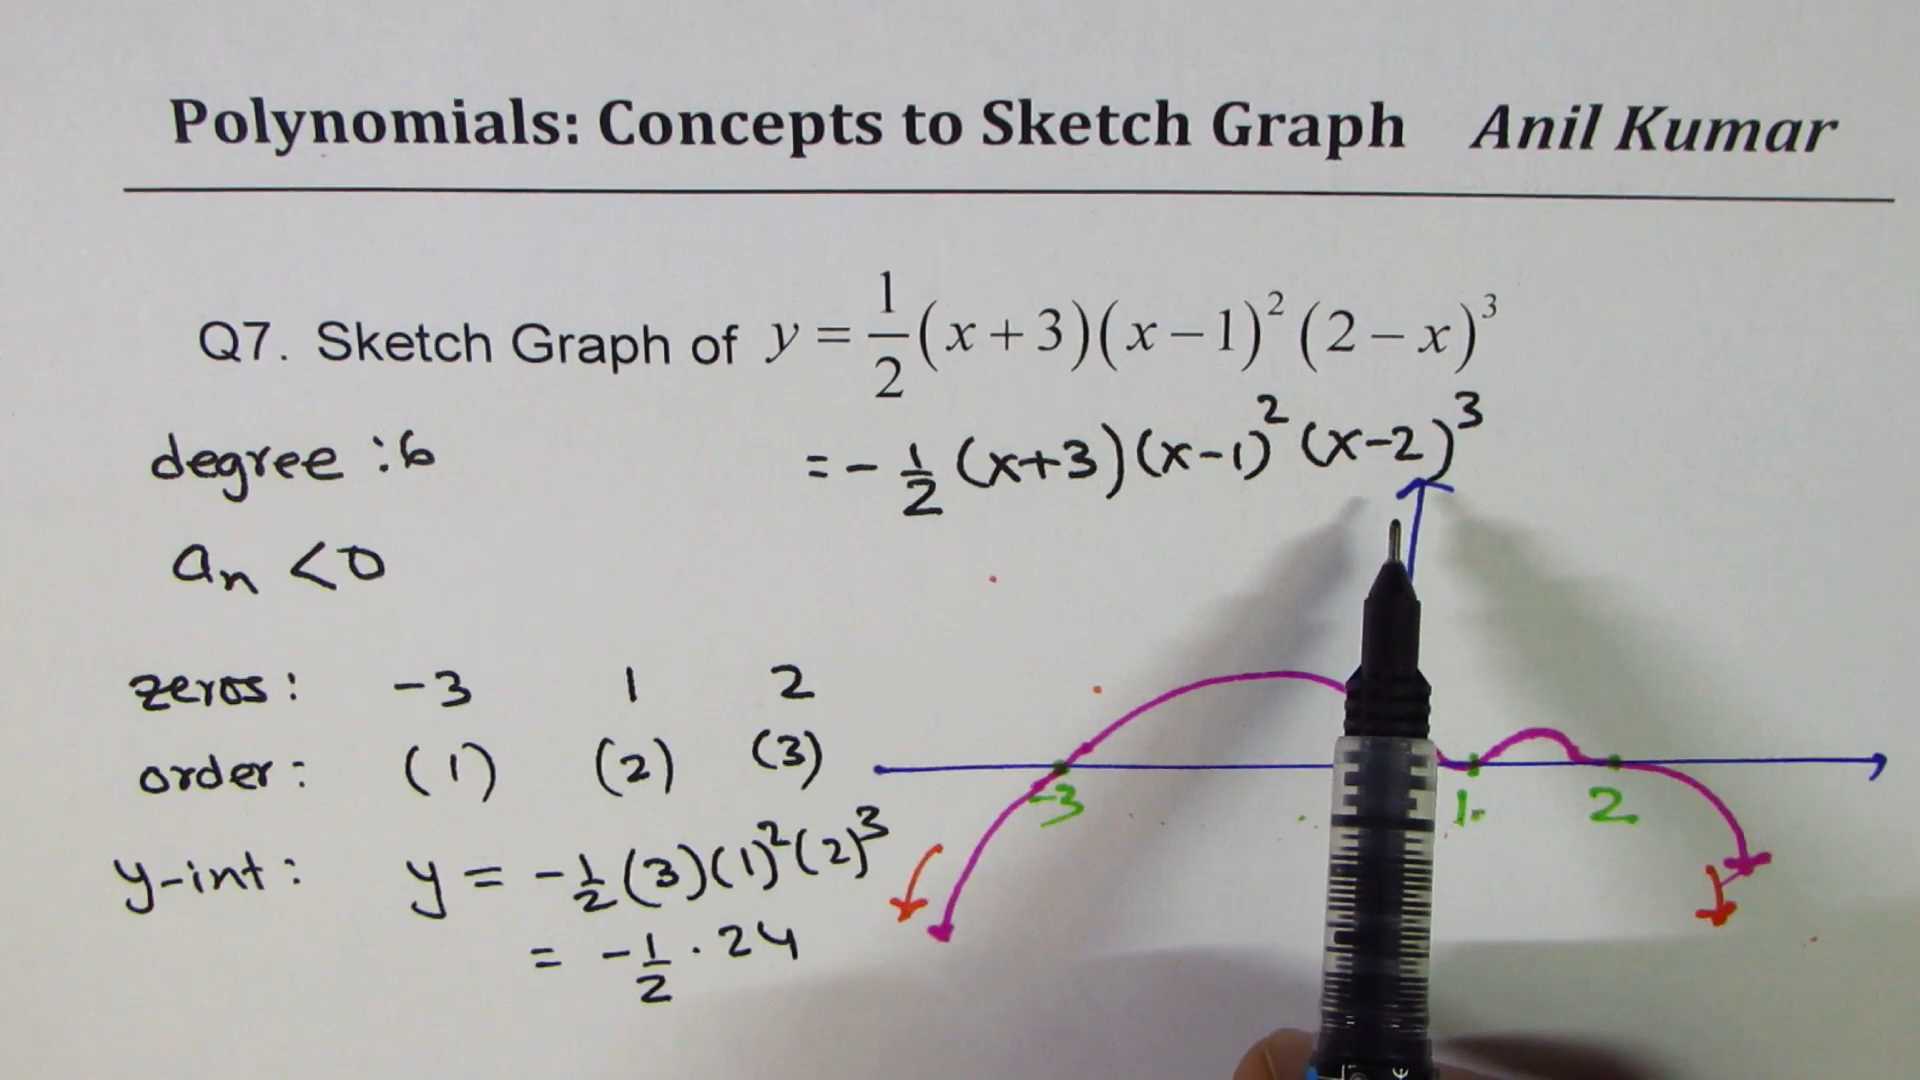 Polynomials: Concepts to Sketch Graph Anil Kumar
Q7. Sketch Graph of y = 1/2 (x+3)(x−1)² (2−x)³
= − 1/2 (x+3)(x−1)² (x−2)³
degree : 6
an < 0
zeros : −3 1 2
order : (1) (2) (3)
-3 1 2
y-int : y = − 1/2 (3)(1)² (2)³
= − 1/2 · 24